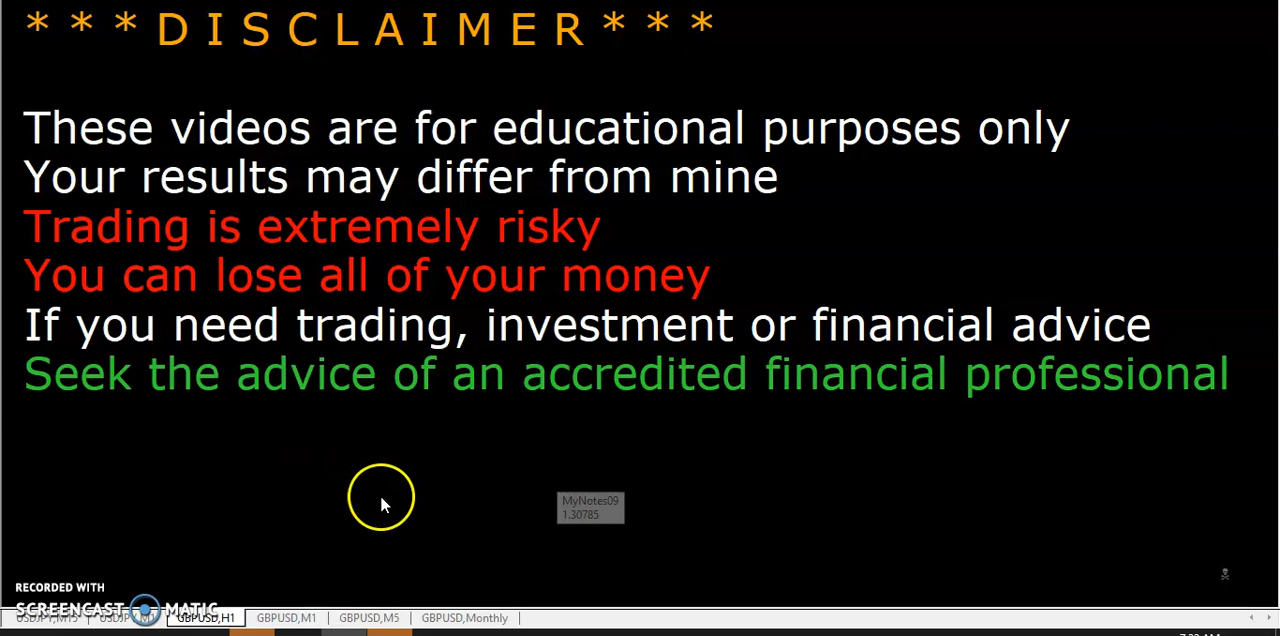 * * * D I S C L A I M E R * * *
These videos are for educational purposes only
Your results may differ from mine
Trading is extremely risky
You can lose all of your money
If you need trading, investment or financial advice
Seek the advice of an accredited financial professional
MyNotes09
1.30785
RECORDED WITH
SCREENCAST MATIC
GBPUSD,H1 GBPUSD,M1 GBPUSD,M5 GBPUSD,Monthly